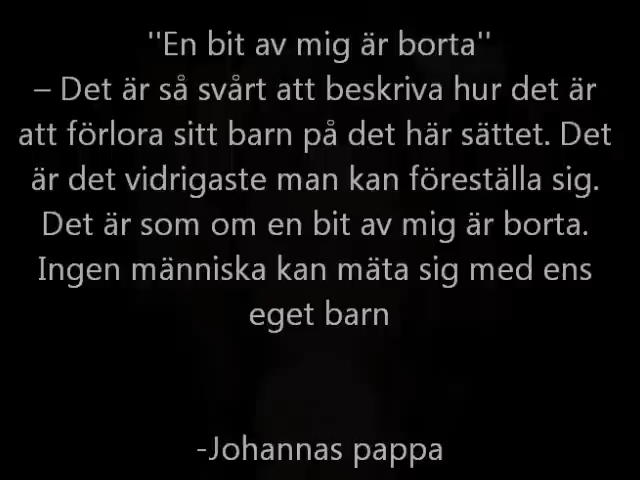 "En bit av mig är borta"
– Det är så svårt att beskriva hur det är
att förlora sitt barn på det här sättet. Det
är det vidrigaste man kan föreställa sig.
Det är som om en bit av mig är borta.
Ingen människa kan mäta sig med ens
eget barn
-Johannas pappa